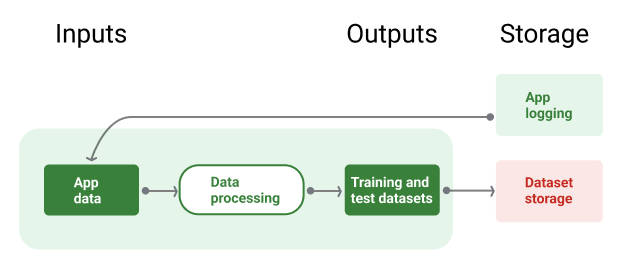 Inputs
Outputs
Storage
App
logging
App
data
Data
processing
Training and
test datasets
Dataset
storage